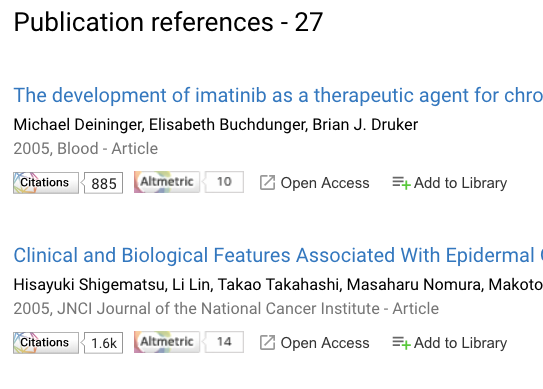 Publication references - 27
The development of imatinib as a therapeutic agent for chro
Michael Deininger, Elisabeth Buchdunger, Brian J. Druker
2005, Blood - Article
Citations 885 Altmetric 10 Open Access Add to Library
Clinical and Biological Features Associated With Epidermal
Hisayuki Shigematsu, Li Lin, Takao Takahashi, Masaharu Nomura, Makoto
2005, JNCI Journal of the National Cancer Institute - Article
Citations 1.6k Altmetric 14 Open Access Add to Library